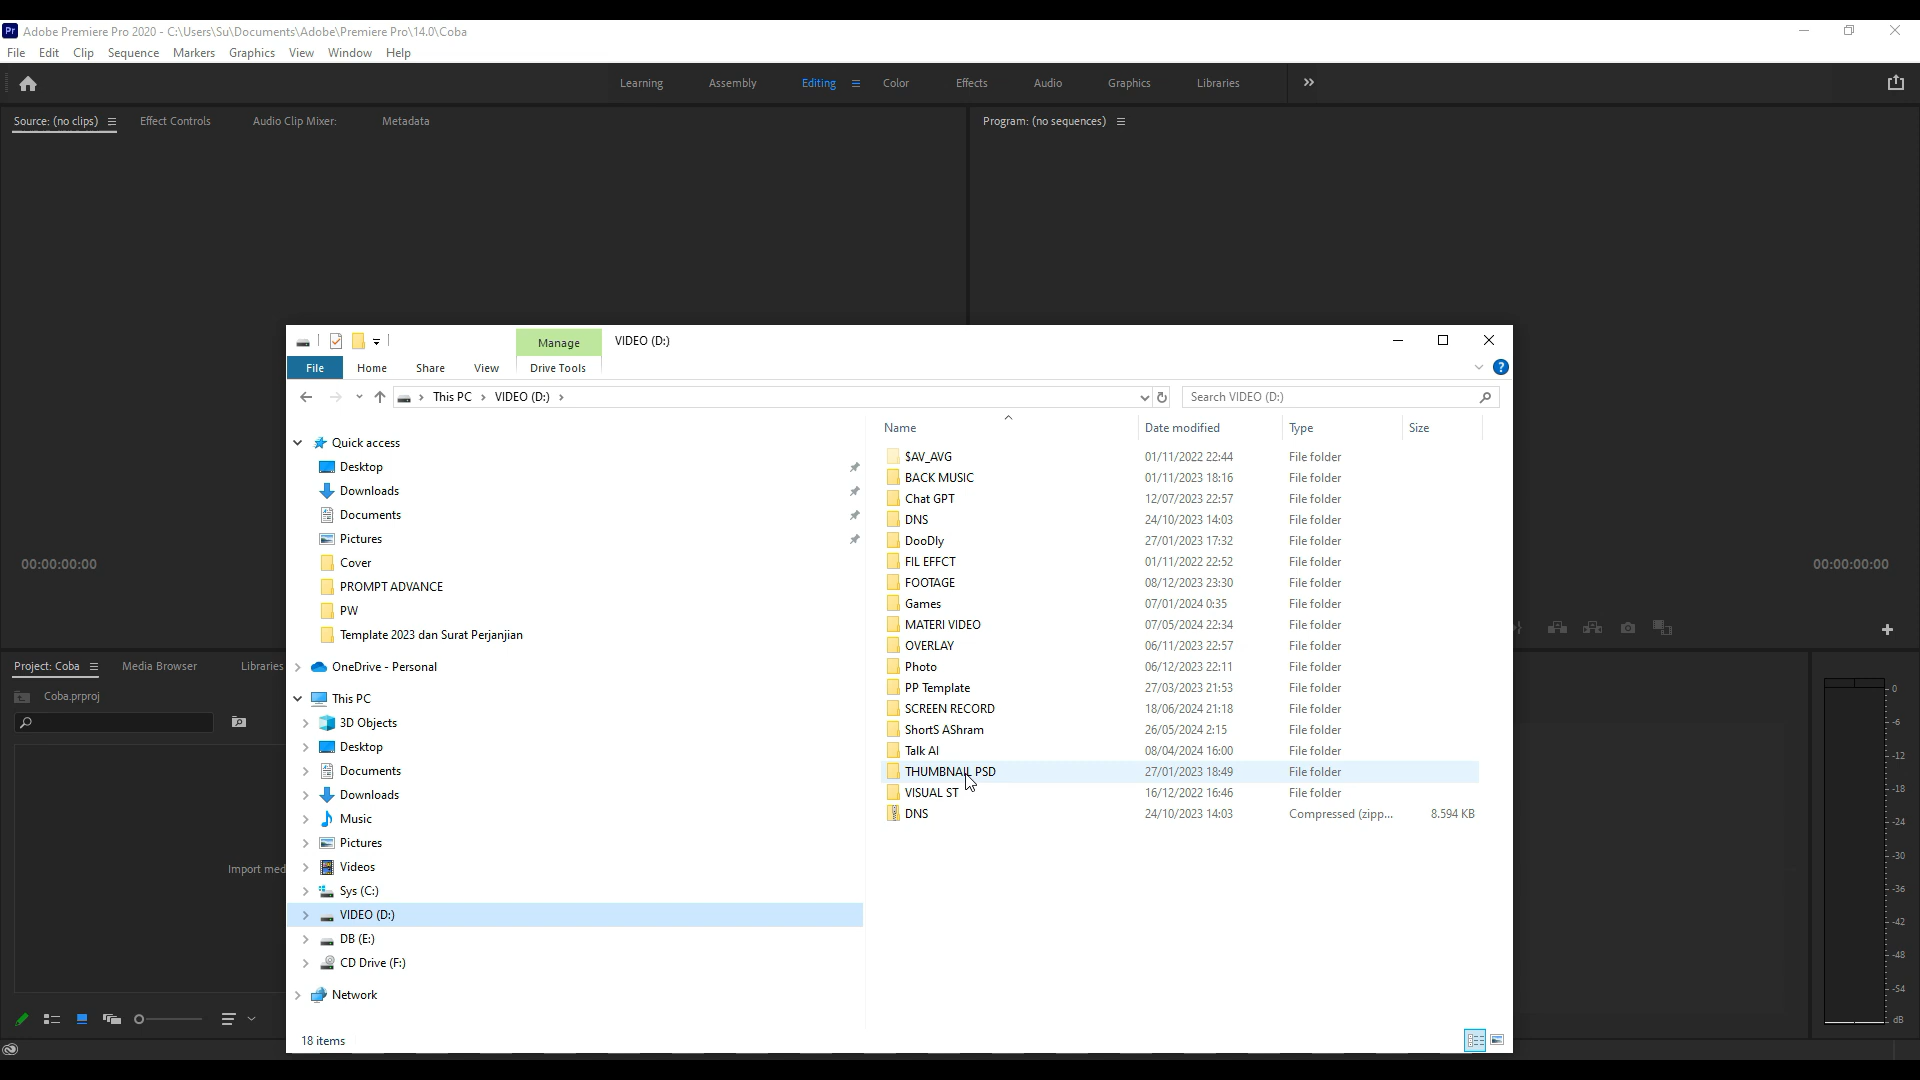 Pr Adobe Premiere Pro 2020 - C:\Users\Su\Documents\Adobe\Premiere Pro\14.0\Coba
File Edit Clip Sequence Markers Graphics View Window Help
Learning Assembly Editing Color Effects Audio Graphics Libraries
Source: (no clips) Effect Controls Audio Clip Mixer: Metadata Program: (no sequences)
Manage VIDEO (D:)
File Home Share View Drive Tools
This PC VIDEO (D:) Search VIDEO (D:)
Name Date modified Type Size
Quick access
Desktop
Downloads
Documents
Pictures
Cover
PROMPT ADVANCE
PW
Template 2023 dan Surat Perjanjian
OneDrive - Personal
This PC
3D Objects
Desktop
Documents
Downloads
Music
Pictures
Videos
Sys (C:)
VIDEO (D:)
DB (E:)
CD Drive (F:)
Network
$AV_AVG 01/11/2022 22:44 File folder
BACK MUSIC 01/11/2023 18:16 File folder
Chat GPT 12/07/2023 22:57 File folder
DNS 24/10/2023 14:03 File folder
DooDly 27/01/2023 17:32 File folder
FIL EFFCT 01/11/2022 22:52 File folder
FOOTAGE 08/12/2023 23:30 File folder
Games 07/01/2024 0:35 File folder
MATERI VIDEO 07/05/2024 22:34 File folder
OVERLAY 06/11/2023 22:57 File folder
Photo 06/12/2023 22:11 File folder
PP Template 27/03/2023 21:53 File folder
SCREEN RECORD 18/06/2024 21:18 File folder
ShortS AShram 26/05/2024 2:15 File folder
Talk AI 08/04/2024 16:00 File folder
THUMBNAIL PSD 27/01/2023 18:49 File folder
VISUAL ST 16/12/2022 16:46 File folder
DNS 24/10/2023 14:03 Compressed (zipp... 8.594 KB
18 items
00:00:00:00
00:00:00:00
Project: Coba Media Browser Libraries
Coba.prproj
Import med
0
-6
-12
-18
-24
-30
-36
-42
-48
-54
dB